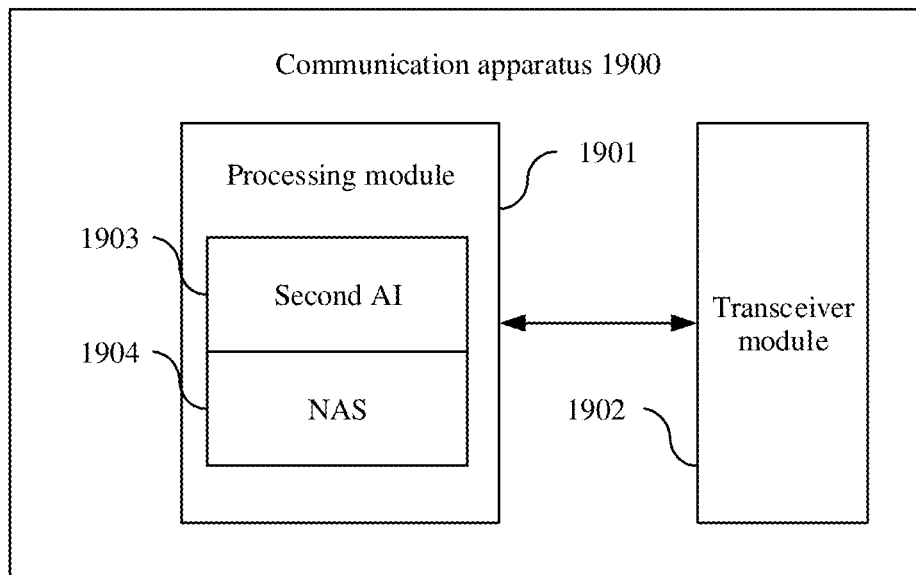 Communication apparatus 1900
Processing module
1901
1903
Second AI
1904
NAS
Transceiver
module
1902